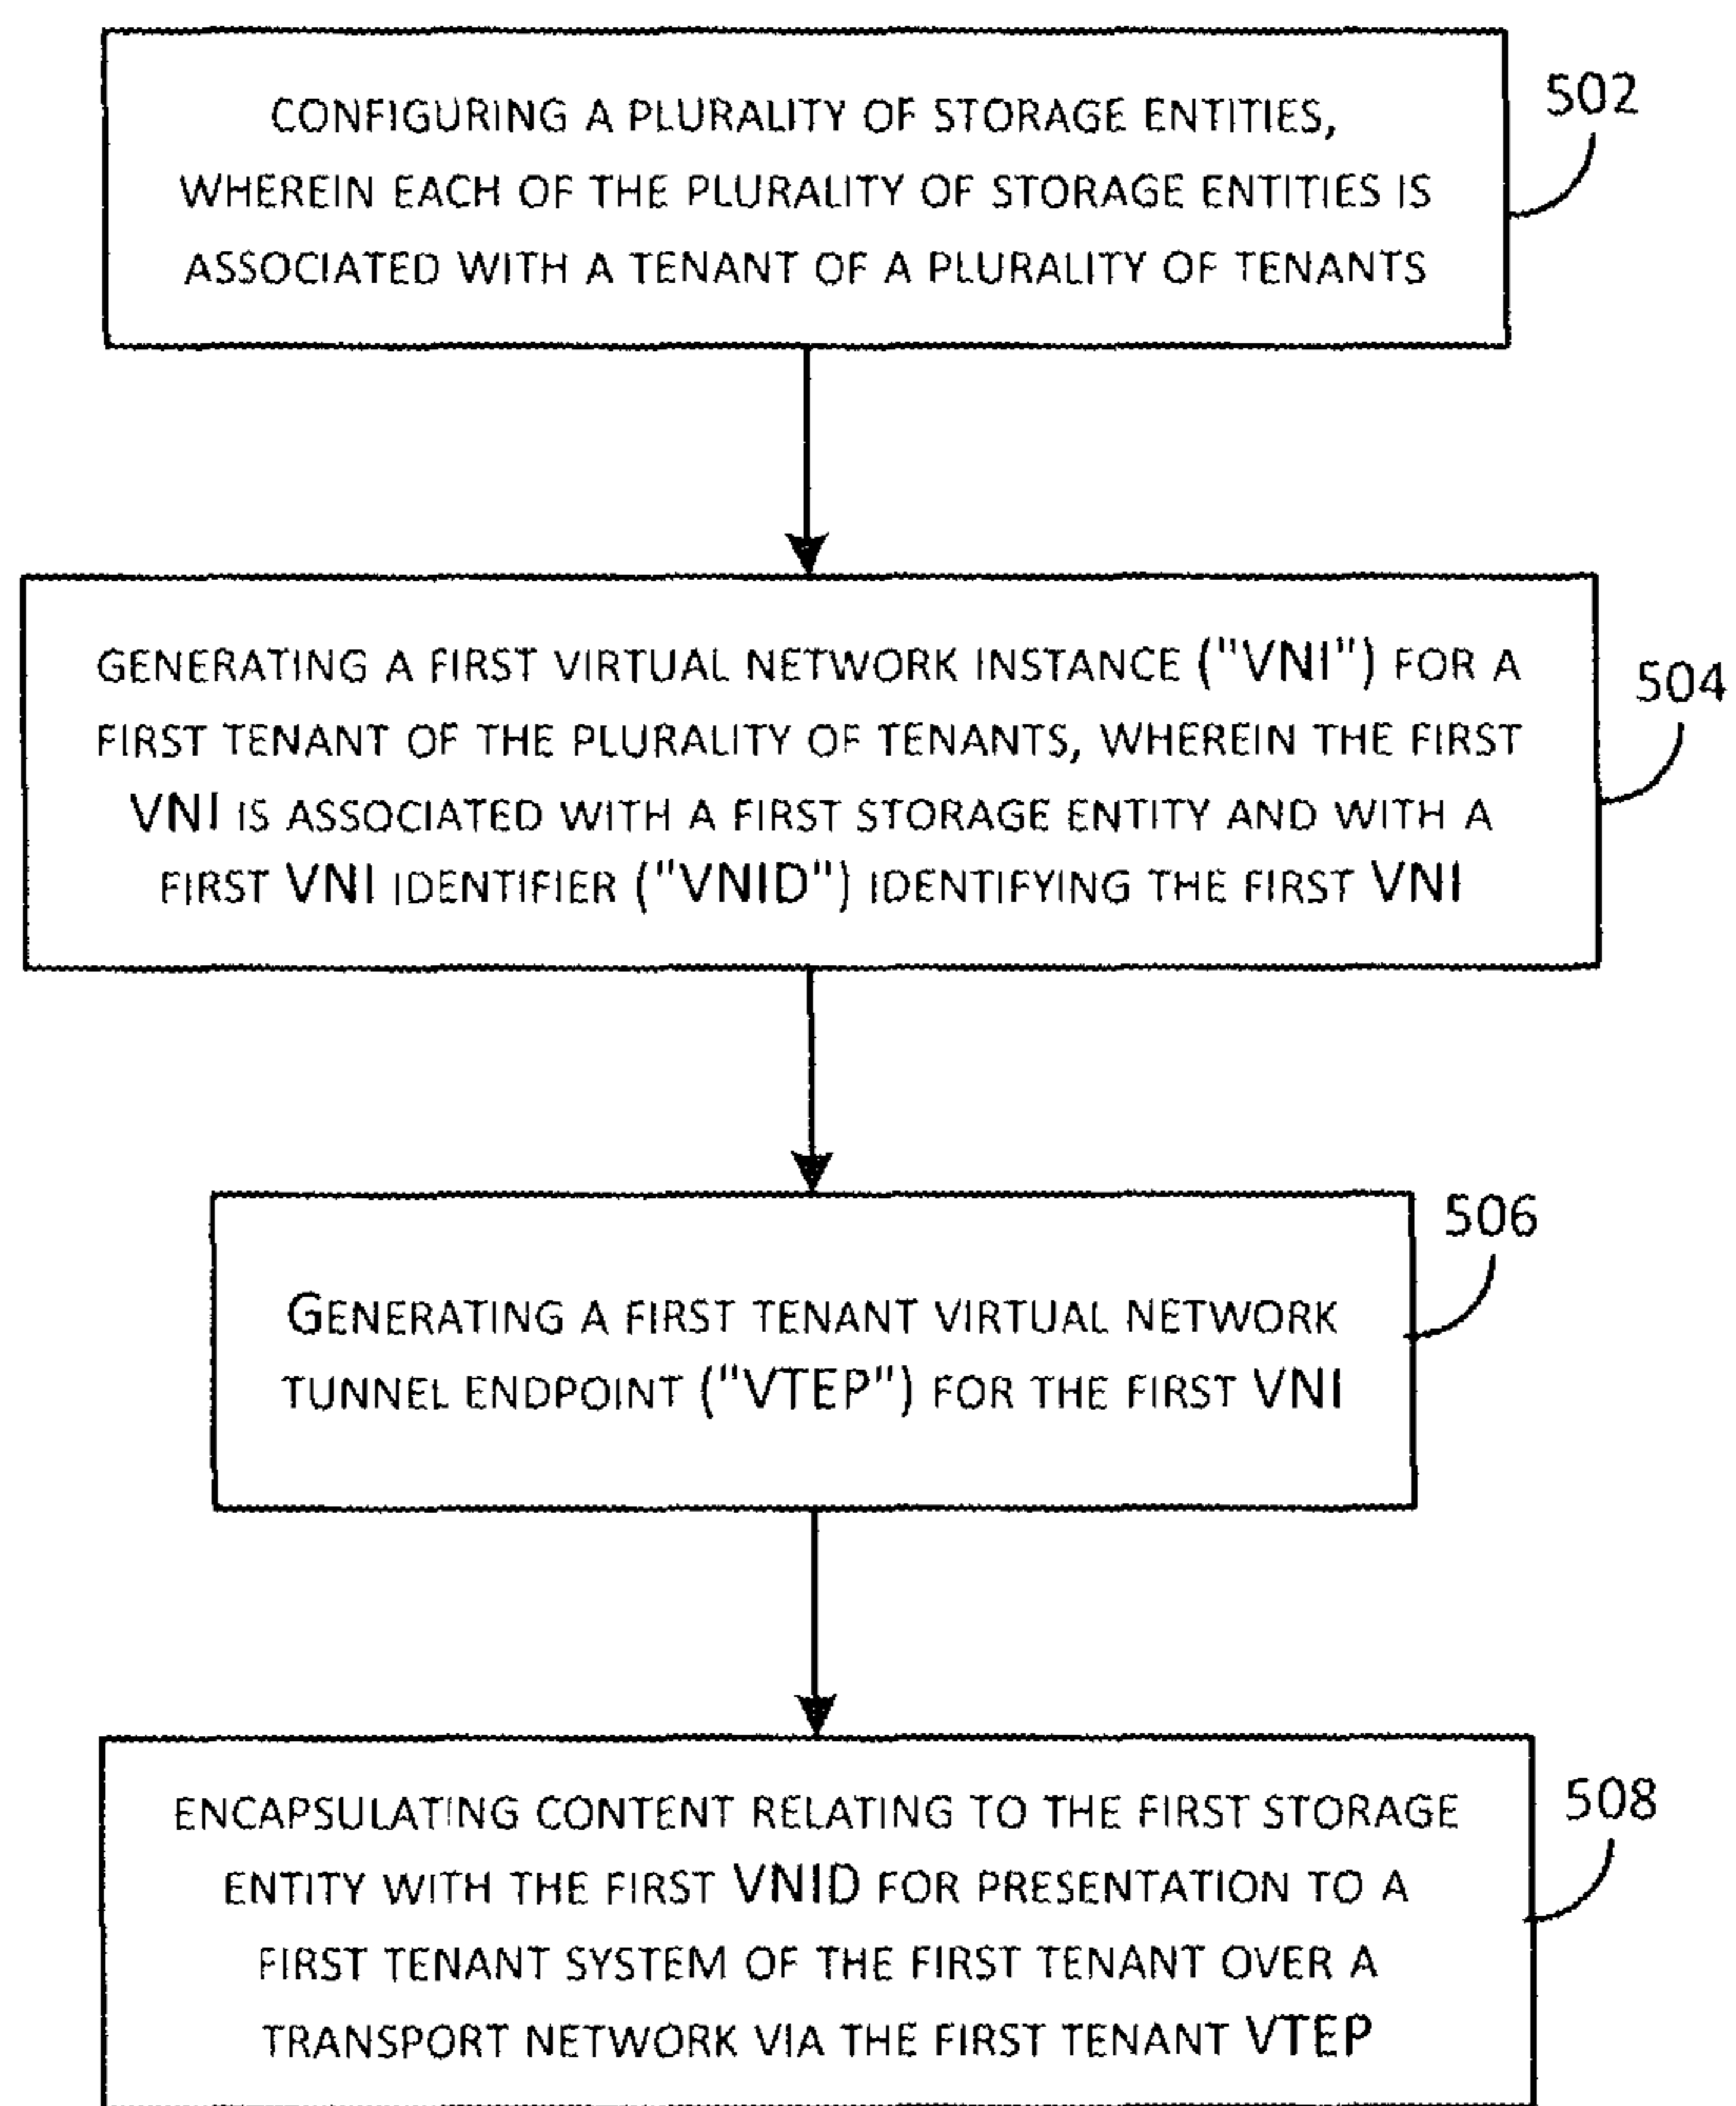 CONFIGURING A PLURALITY OF STORAGE ENTITIES,
WHEREIN EACH OF THE PLURALITY OF STORAGE ENTITIES IS
ASSOCIATED WITH A TENANT OF A PLURALITY OF TENANTS
502
GENERATING A FIRST VIRTUAL NETWORK INSTANCE ("VNI") FOR A
FIRST TENANT OF THE PLURALITY OF TENANTS, WHEREIN THE FIRST
VNI IS ASSOCIATED WITH A FIRST STORAGE ENTITY AND WITH A
FIRST VNI IDENTIFIER ("VNID") IDENTIFYING THE FIRST VNI
504
GENERATING A FIRST TENANT VIRTUAL NETWORK
TUNNEL ENDPOINT ("VTEP") FOR THE FIRST VNI
506
ENCAPSULATING CONTENT RELATING TO THE FIRST STORAGE
ENTITY WITH THE FIRST VNID FOR PRESENTATION TO A
FIRST TENANT SYSTEM OF THE FIRST TENANT OVER A
TRANSPORT NETWORK VIA THE FIRST TENANT VTEP
508